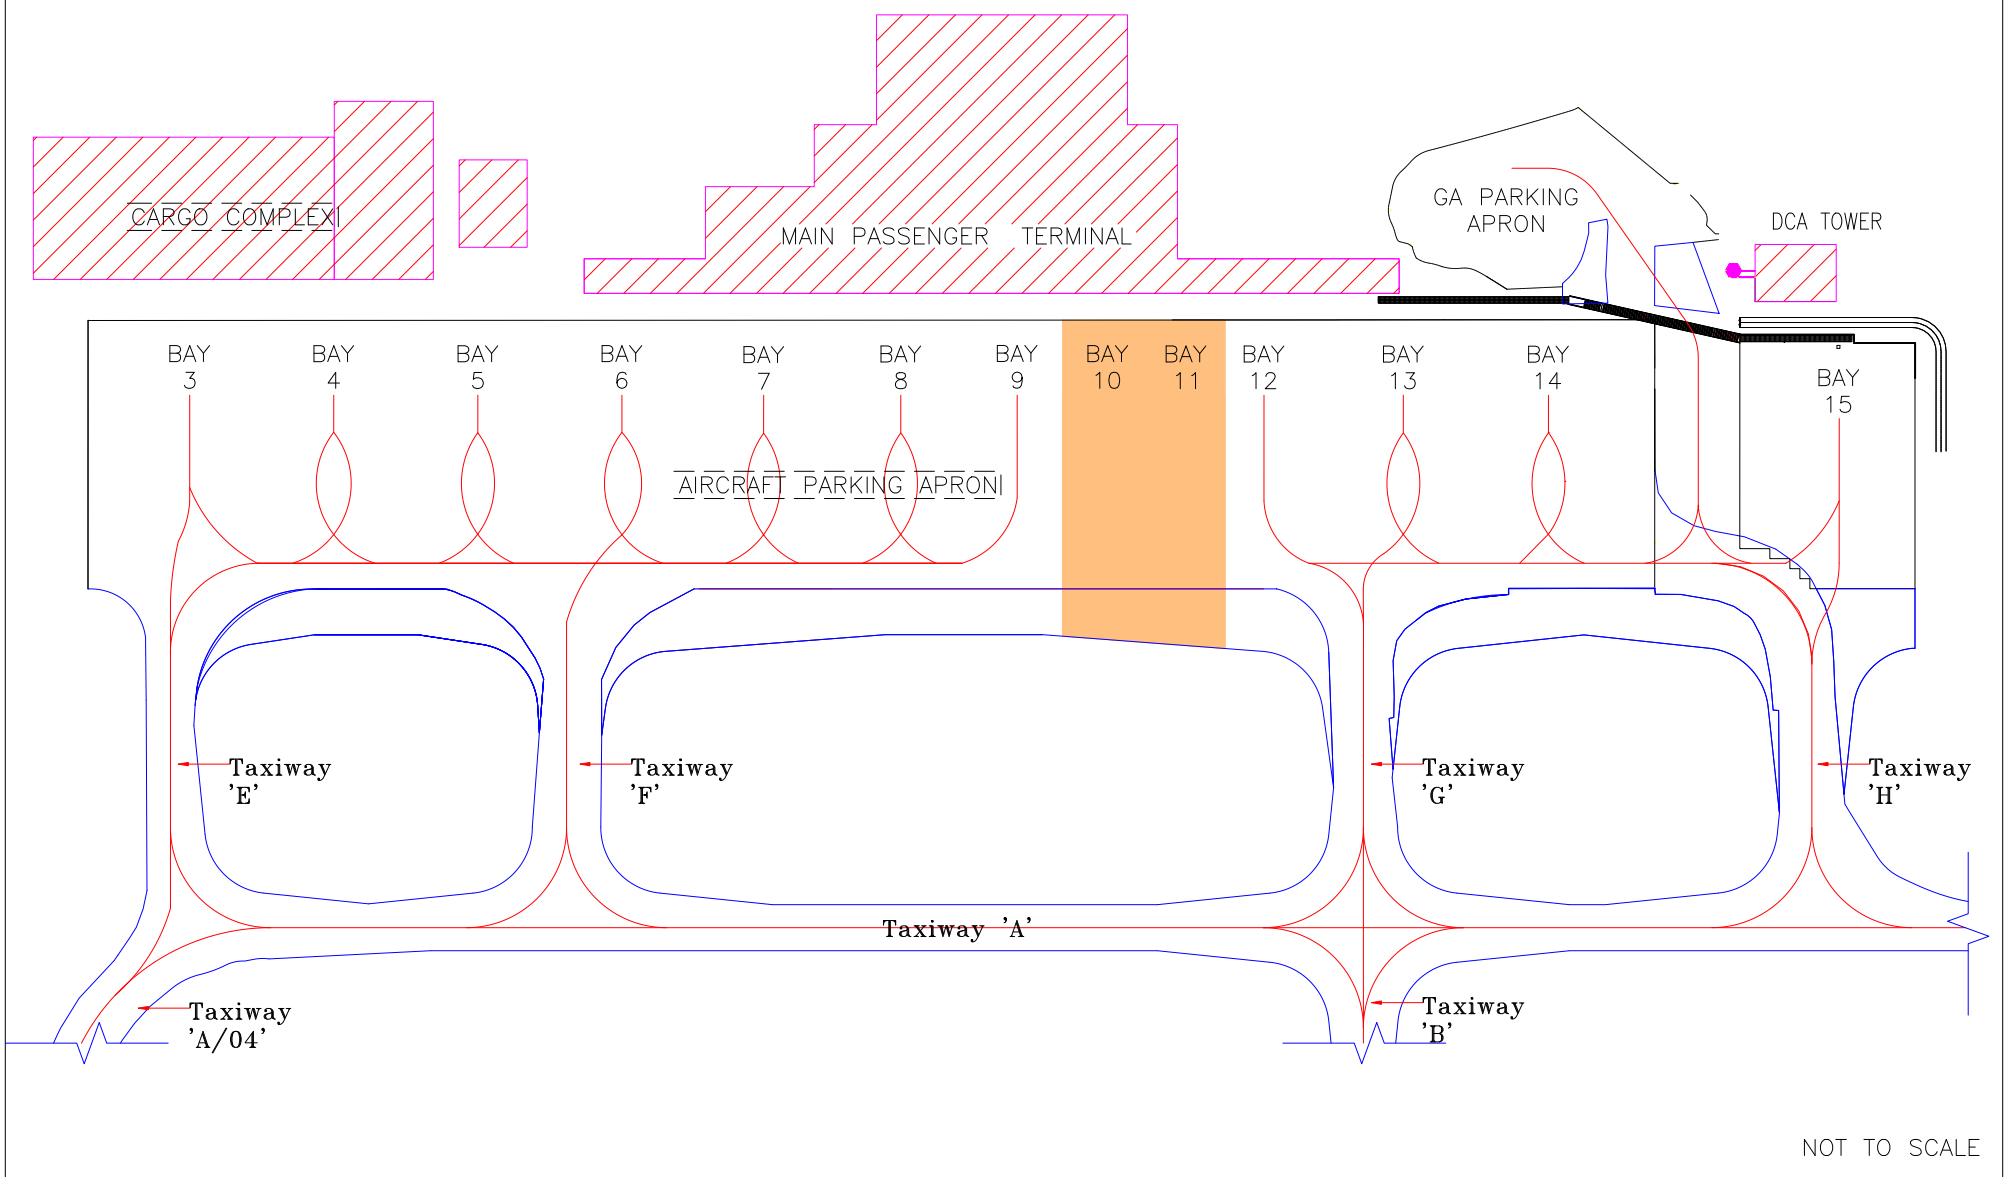 CARGO COMPLEX
MAIN PASSENGER TERMINAL
GA PARKING
APRON
DCA TOWER
BAY
3
BAY
4
BAY
5
BAY
6
BAY
7
BAY
8
BAY
9
BAY
10
BAY
11
BAY
12
BAY
13
BAY
14
BAY
15
AIRCRAFT PARKING APRON
Taxiway
'E'
Taxiway
'F'
Taxiway
'G'
Taxiway
'H'
Taxiway 'A'
Taxiway
'A/04'
Taxiway
'B'
NOT TO SCALE